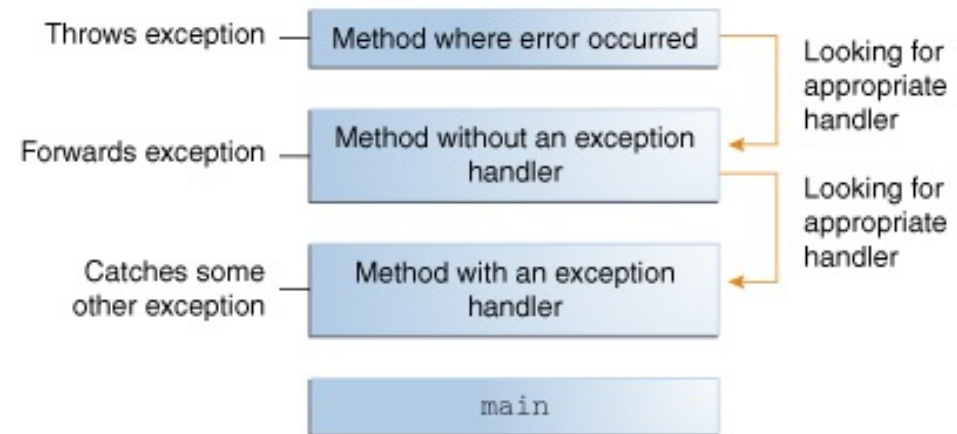 Throws exception
Method where error occurred
Looking for
appropriate
handler
Forwards exception
Method without an exception
handler
Looking for
appropriate
handler
Catches some
other exception
Method with an exception
handler
main